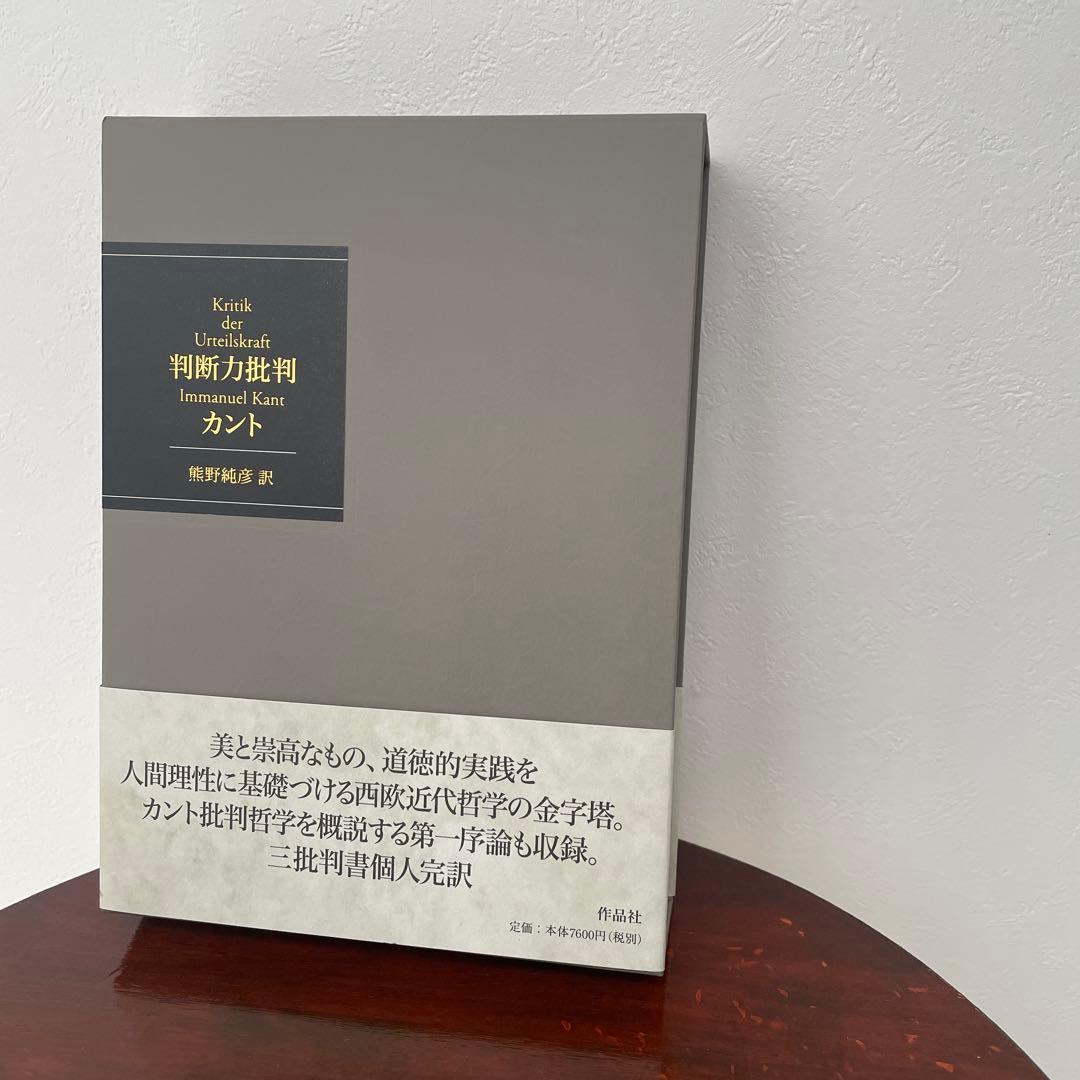 Kritik
der
Urteilskraft
判断力批判
Immanuel Kant
カント
熊野純彦 訳
美と崇高なもの、道徳的実践を
人間理性に基礎づける西欧近代哲学の金字塔。
カント批判哲学を概説する第一序論も収録。
三批判書個人完訳
作品社
定価：本体7600円（税別）